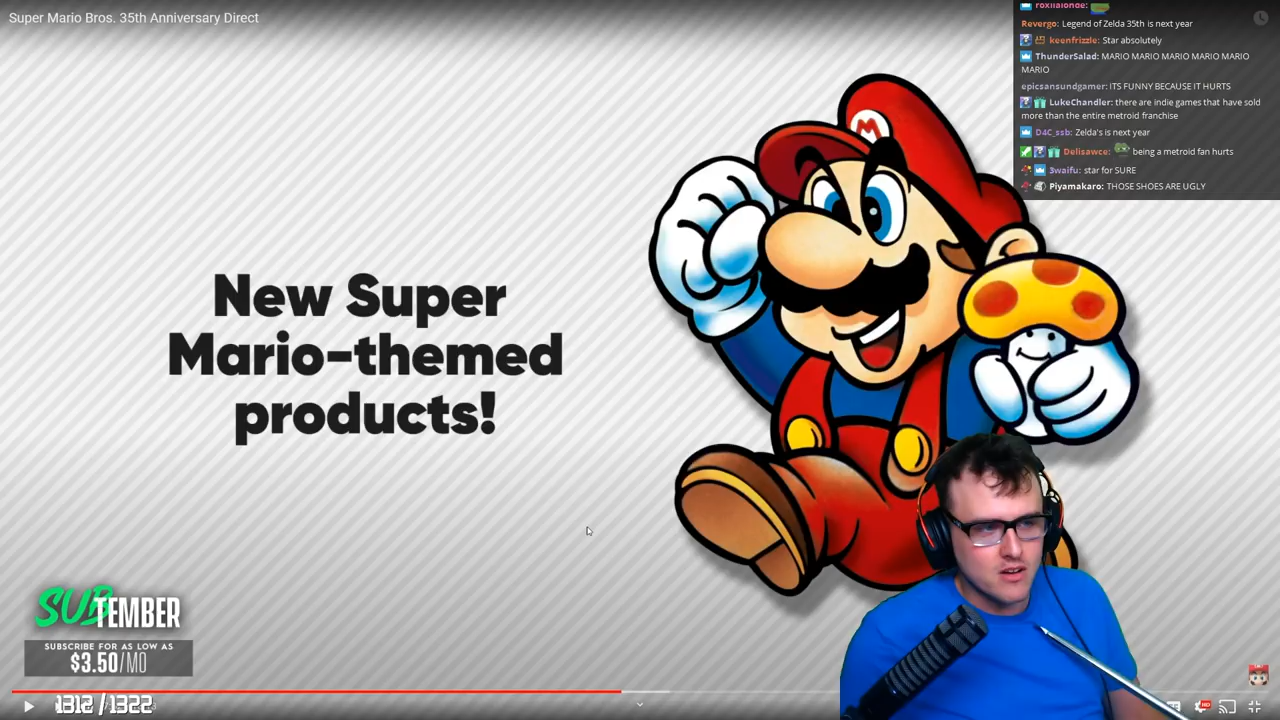 Super Mario Bros. 35th Anniversary Direct
roxilalonde:
Revergo: Legend of Zelda 35th is next year
keenfrizzle: Star absolutely
ThunderSalad: MARIO MARIO MARIO MARIO MARIO
MARIO
epicsansundgamer: ITS FUNNY BECAUSE IT HURTS
LukeChandler: there are indie games that have sold
more than the entire metroid franchise
D4C_ssb: Zelda's is next year
Delisawce: being a metroid fan hurts
3waifu: star for SURE
Piyamakaro: THOSE SHOES ARE UGLY
M
New Super
Mario-themed
products!
SUBTEMBER
SUBSCRIBE FOR AS LOW AS
$3.50/MO
1312 / 1322
HD